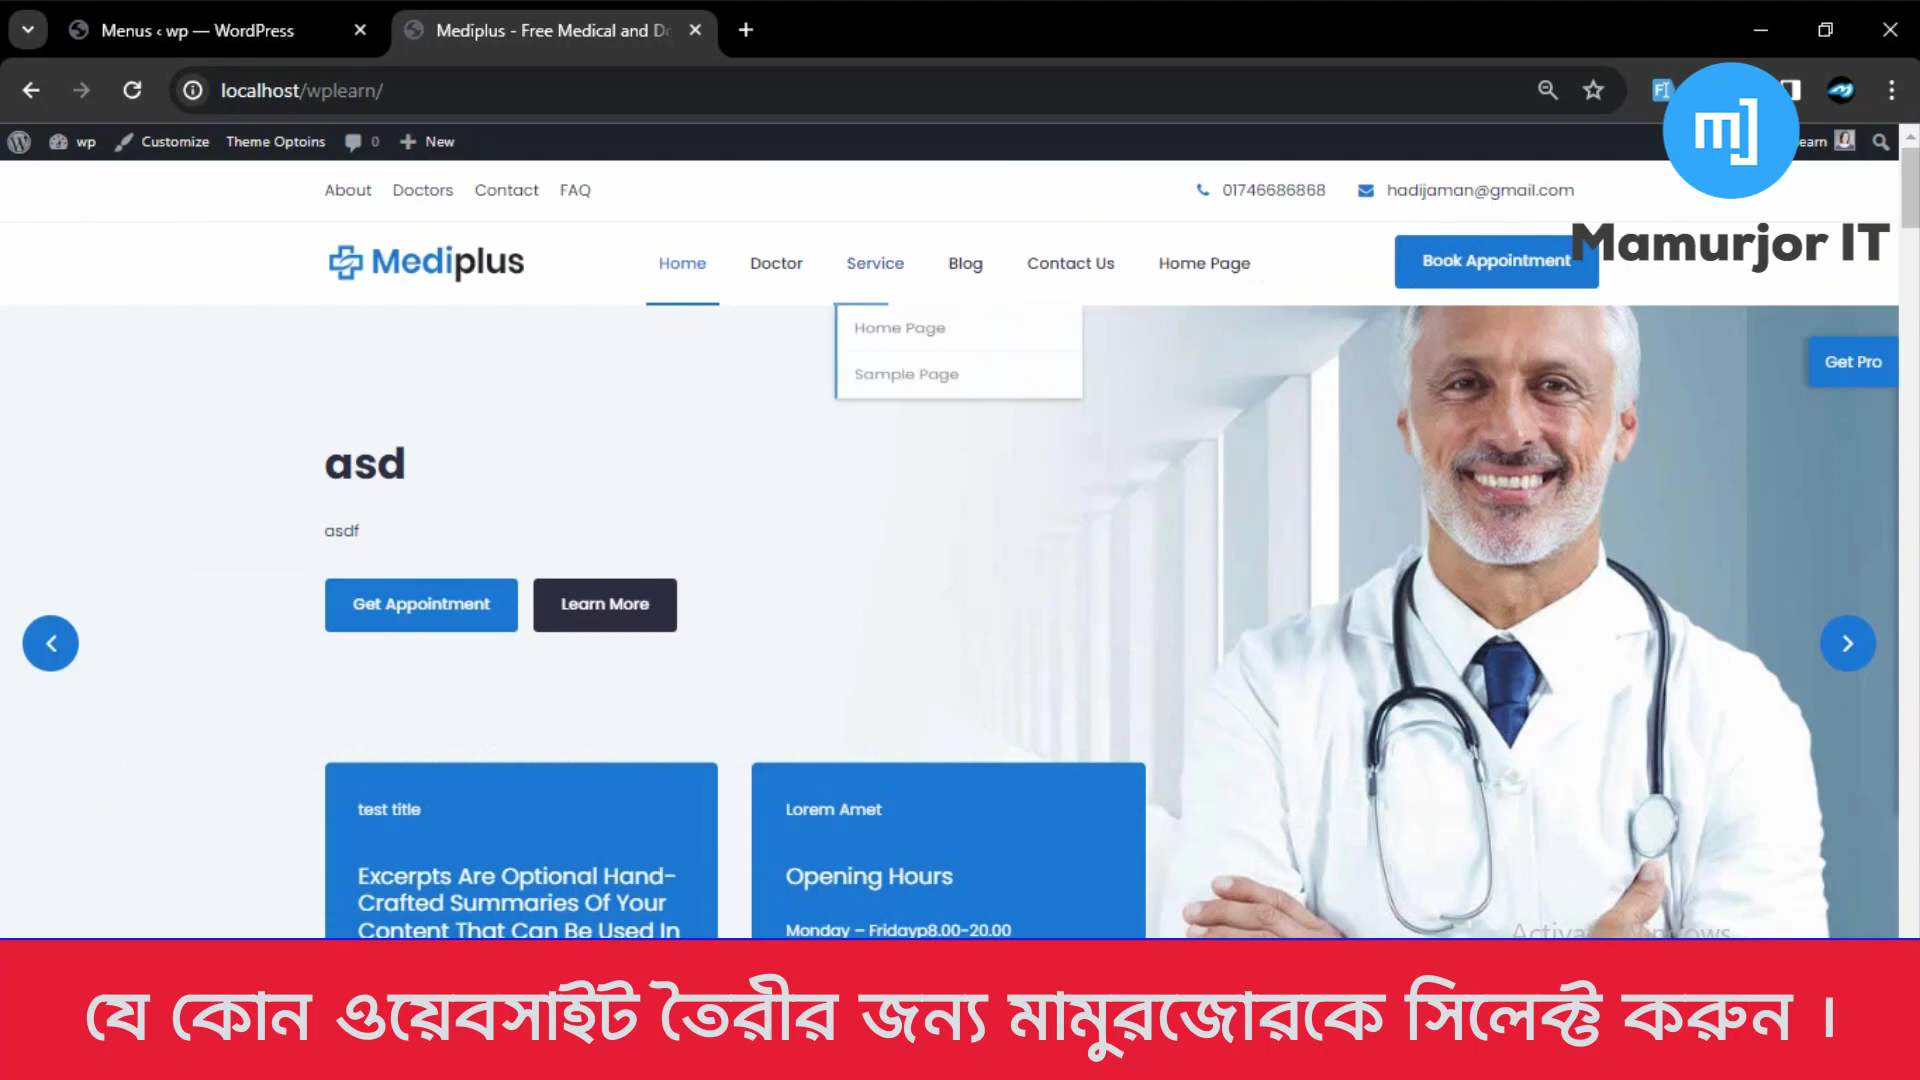 Menus ‹ wp — WordPress
Mediplus - Free Medical and Do
localhost/wplearn/
wp
Customize
Theme Optoins
0
New
earn
mj
About
Doctors
Contact
FAQ
01746686868
hadijaman@gmail.com
Mamurjor IT
Mediplus
Home
Doctor
Service
Blog
Contact Us
Home Page
Book Appointment
Home Page
Sample Page
Get Pro
asd
asdf
Get Appointment
Learn More
test title
Excerpts Are Optional Hand-
Crafted Summaries Of Your
Content That Can Be Used In
Lorem Amet
Opening Hours
Monday – Fridayp8.00-20.00
যে কোন ওয়েবসাইট তৈরীর জন্য মামুরজোরকে সিলেক্ট করুন ।